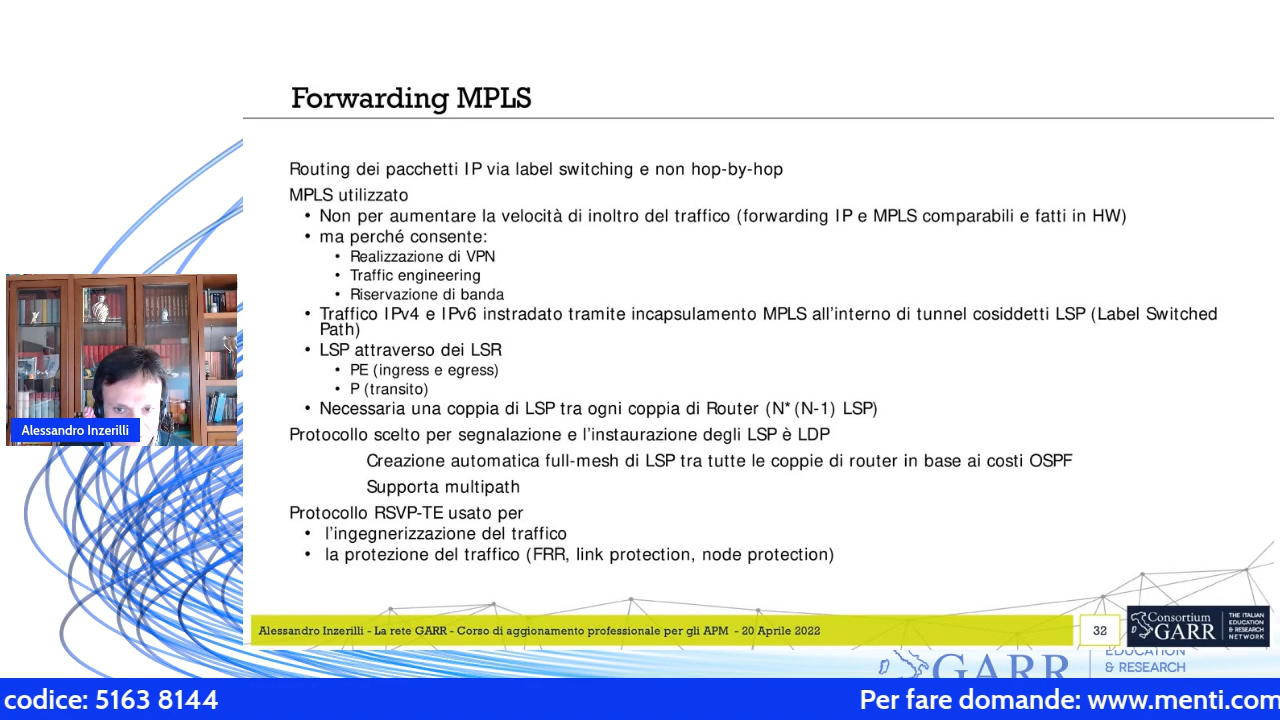 Forwarding MPLS
Routing dei pacchetti IP via label switching e non hop-by-hop
MPLS utilizzato
• Non per aumentare la velocità di inoltro del traffico (forwarding IP e MPLS comparabili e fatti in HW)
• ma perché consente:
• Realizzazione di VPN
• Traffic engineering
• Riservazione di banda
• Traffico IPv4 e IPv6 instradato tramite incapsulamento MPLS all'interno di tunnel cosiddetti LSP (Label Switched
Path)
• LSP attraverso dei LSR
• PE (ingress e egress)
• P (transito)
• Necessaria una coppia di LSP tra ogni coppia di Router (N*(N-1) LSP)
Protocollo scelto per segnalazione e l'instaurazione degli LSP è LDP
Creazione automatica full-mesh di LSP tra tutte le coppie di router in base ai costi OSPF
Supporta multipath
Protocollo RSVP-TE usato per
• l'ingegnerizzazione del traffico
• la protezione del traffico (FRR, link protection, node protection)
Alessandro Inzerilli
Alessandro Inzerilli - La rete GARR - Corso di aggionamento professionale per gli APM - 20 Aprile 2022
32
Consortium
GARR
THE ITALIAN
EDUCATION
& RESEARCH
NETWORK
GARR
EDUCATION
& RESEARCH
codice: 5163 8144
Per fare domande: www.menti.com